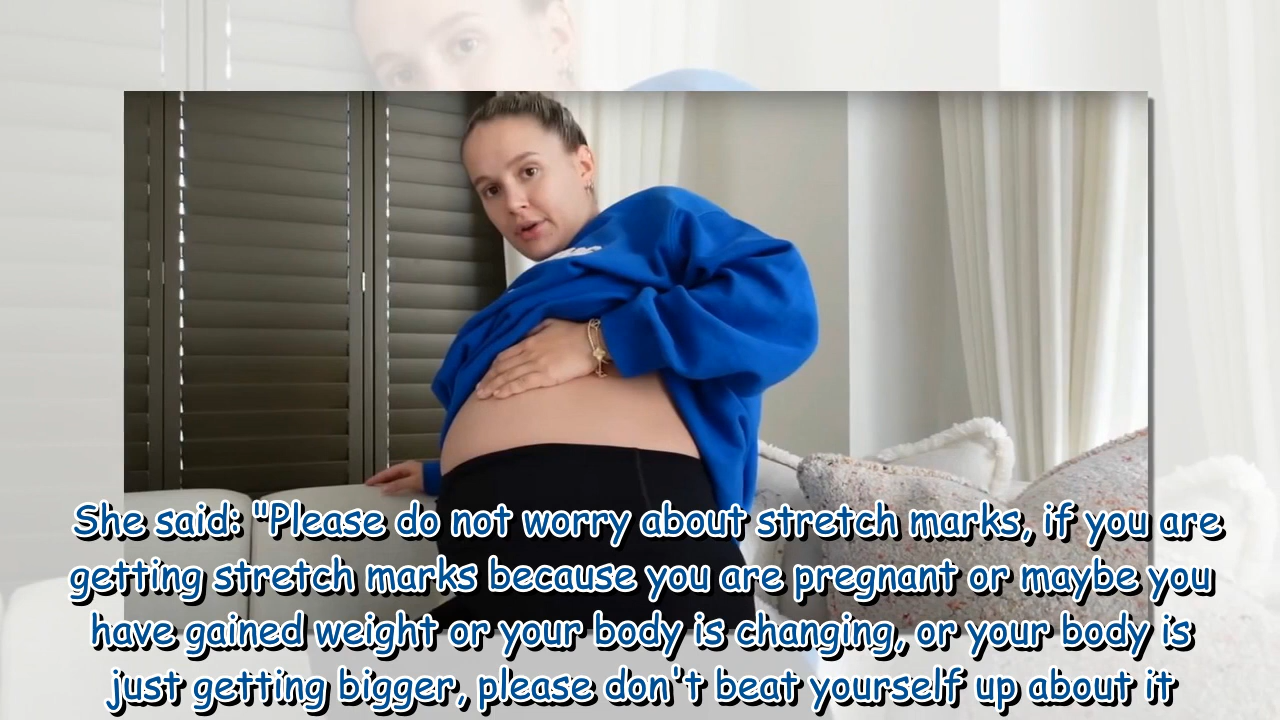 She said: "Please do not worry about stretch marks, if you are
getting stretch marks because you are pregnant or maybe you
have gained weight or your body is changing, or your body is
just getting bigger, please don't beat yourself up about it